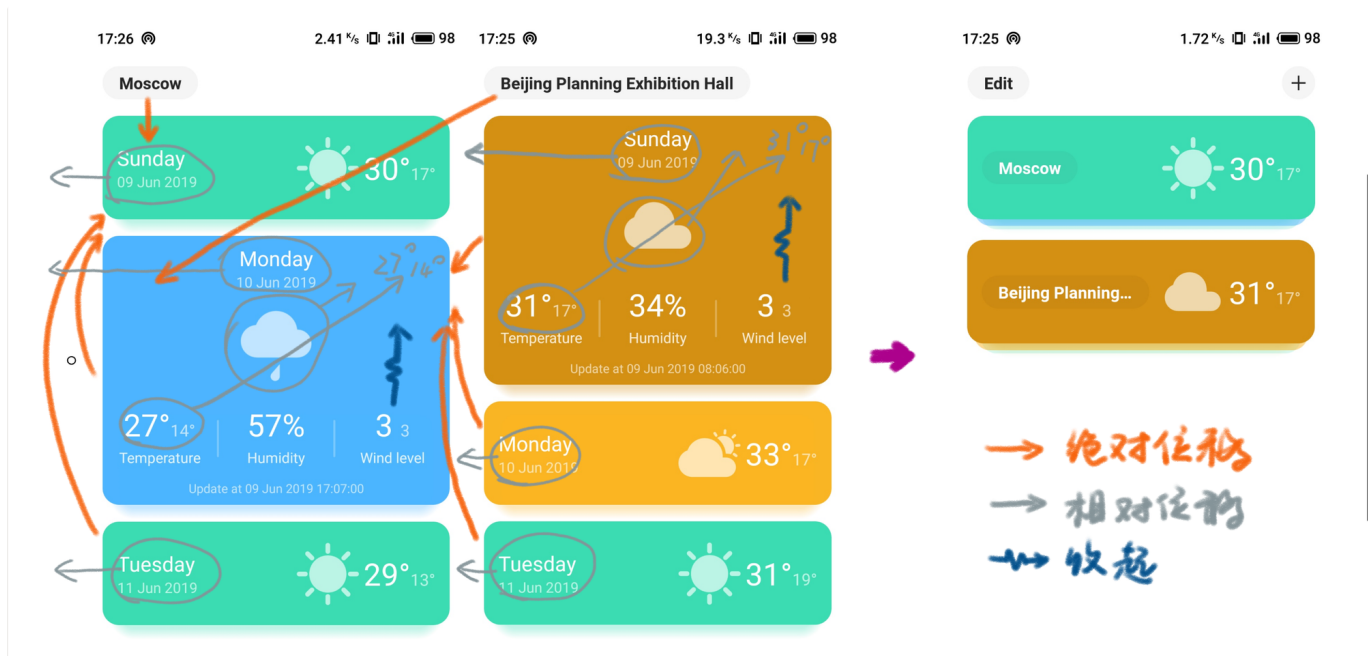 17:26
2.41 K/s 4G 98
Moscow
Sunday
09 Jun 2019
30° 17°
Monday
10 Jun 2019
27° 14°
27° 14°
Temperature
57%
Humidity
3 3
Wind level
Update at 09 Jun 2019 17:07:00
Tuesday
11 Jun 2019
29° 13°
17:25
19.3 K/s 4G 98
Beijing Planning Exhibition Hall
Sunday
09 Jun 2019
31° 17°
31° 17°
Temperature
34%
Humidity
3 3
Wind level
Update at 09 Jun 2019 08:06:00
Monday
10 Jun 2019
33° 17°
Tuesday
11 Jun 2019
31° 19°
17:25
1.72 K/s 4G 98
Edit
+
Moscow
30° 17°
Beijing Planning...
31° 17°
绝对位移
相对位移
收起